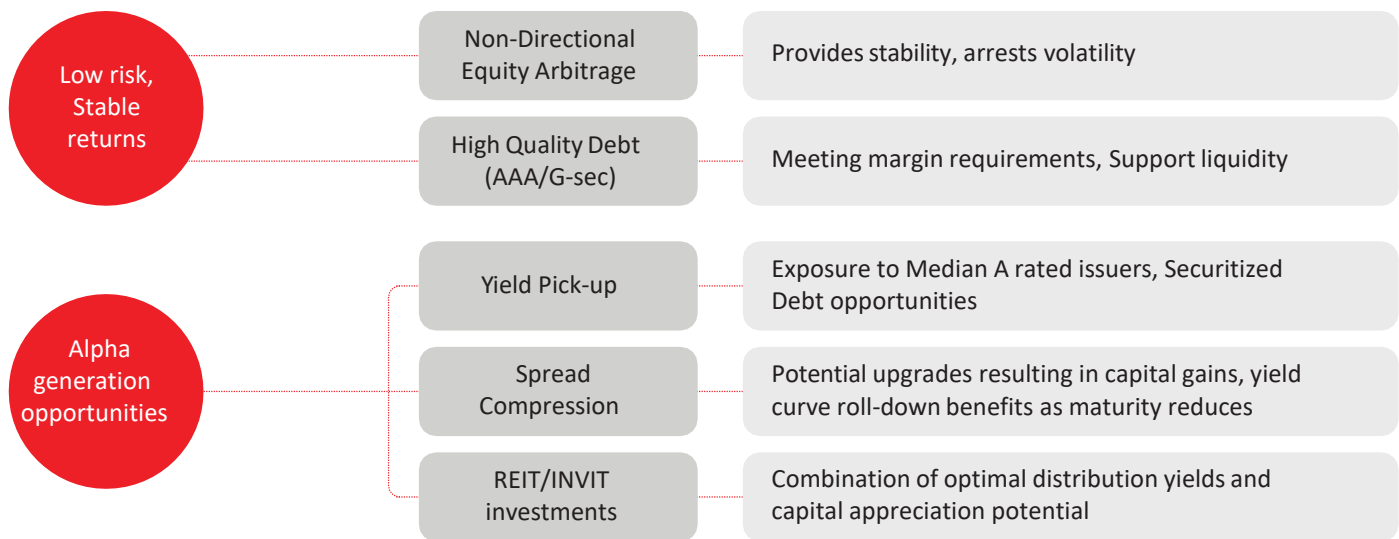 Low risk,
Stable
returns
Non-Directional
Equity Arbitrage
Provides stability, arrests volatility
High Quality Debt
(AAA/G-sec)
Meeting margin requirements, Support liquidity
Alpha
generation
opportunities
Yield Pick-up
Exposure to Median A rated issuers, Securitized
Debt opportunities
Spread
Compression
Potential upgrades resulting in capital gains, yield
curve roll-down benefits as maturity reduces
REIT/INVIT
investments
Combination of optimal distribution yields and
capital appreciation potential